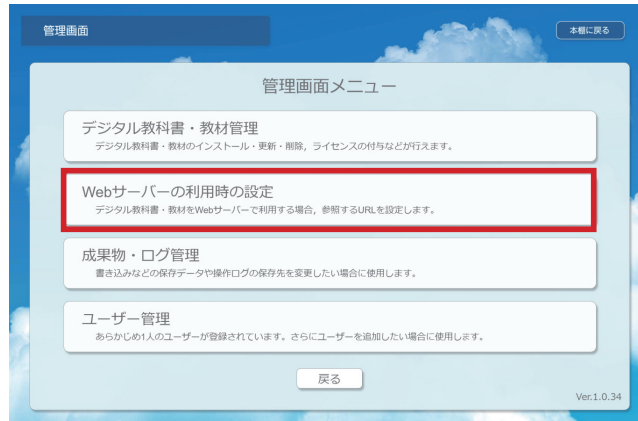 管理画面
本棚に戻る
管理画面メニュー
デジタル教科書・教材管理
デジタル教科書・教材のインストール・更新・削除，ライセンスの付与などが行えます。
Webサーバーの利用時の設定
デジタル教科書・教材をWebサーバーで利用する場合，参照するURLを設定します。
成果物・ログ管理
書き込みなどの保存データや操作ログの保存先を変更したい場合に使用します。
ユーザー管理
あらかじめ1人のユーザーが登録されています。さらにユーザーを追加したい場合に使用します。
戻る
Ver.1.0.34